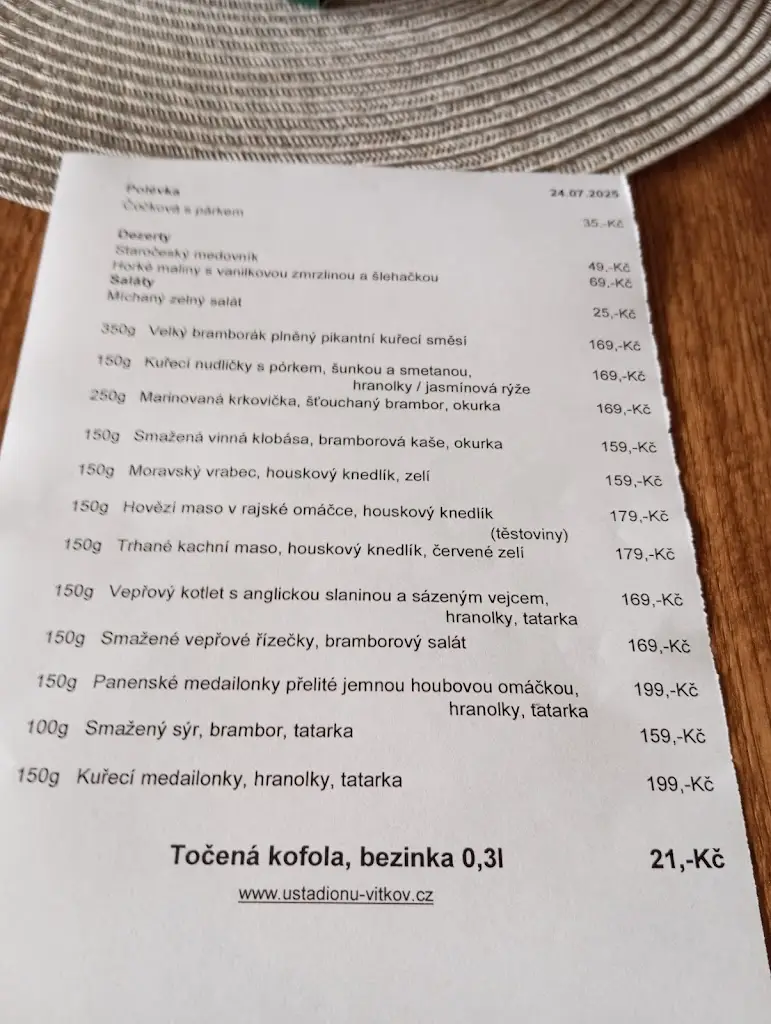 Polévka 24.07.2025
Čočková s párkem 35,-Kč
Dezerty
Staročeský medovník 49,-Kč
Horké maliny s vanilkovou zmrzlinou a šlehačkou 69,-Kč
Saláty
Míchaný zelný salát 25,-Kč
350g Velký bramborák plněný pikantní kuřecí směsí 169,-Kč
150g Kuřecí nudličky s pórkem, šunkou a smetanou, 169,-Kč
hranolky / jasmínová rýže
250g Marinovaná krkovička, šťouchaný brambor, okurka 169,-Kč
150g Smažená vinná klobása, bramborová kaše, okurka 159,-Kč
150g Moravský vrabec, houskový knedlík, zelí 159,-Kč
150g Hovězí maso v rajské omáčce, houskový knedlík 179,-Kč
(těstoviny)
150g Trhané kachní maso, houskový knedlík, červené zelí 179,-Kč
150g Vepřový kotlet s anglickou slaninou a sázeným vejcem, 169,-Kč
hranolky, tatarka
150g Smažené vepřové řízečky, bramborový salát 169,-Kč
150g Panenské medailonky přelité jemnou houbovou omáčkou, 199,-Kč
hranolky, tatarka
100g Smažený sýr, brambor, tatarka 159,-Kč
150g Kuřecí medailonky, hranolky, tatarka 199,-Kč
Točená kofola, bezinka 0,3l 21,-Kč
www.ustadionu-vitkov.cz